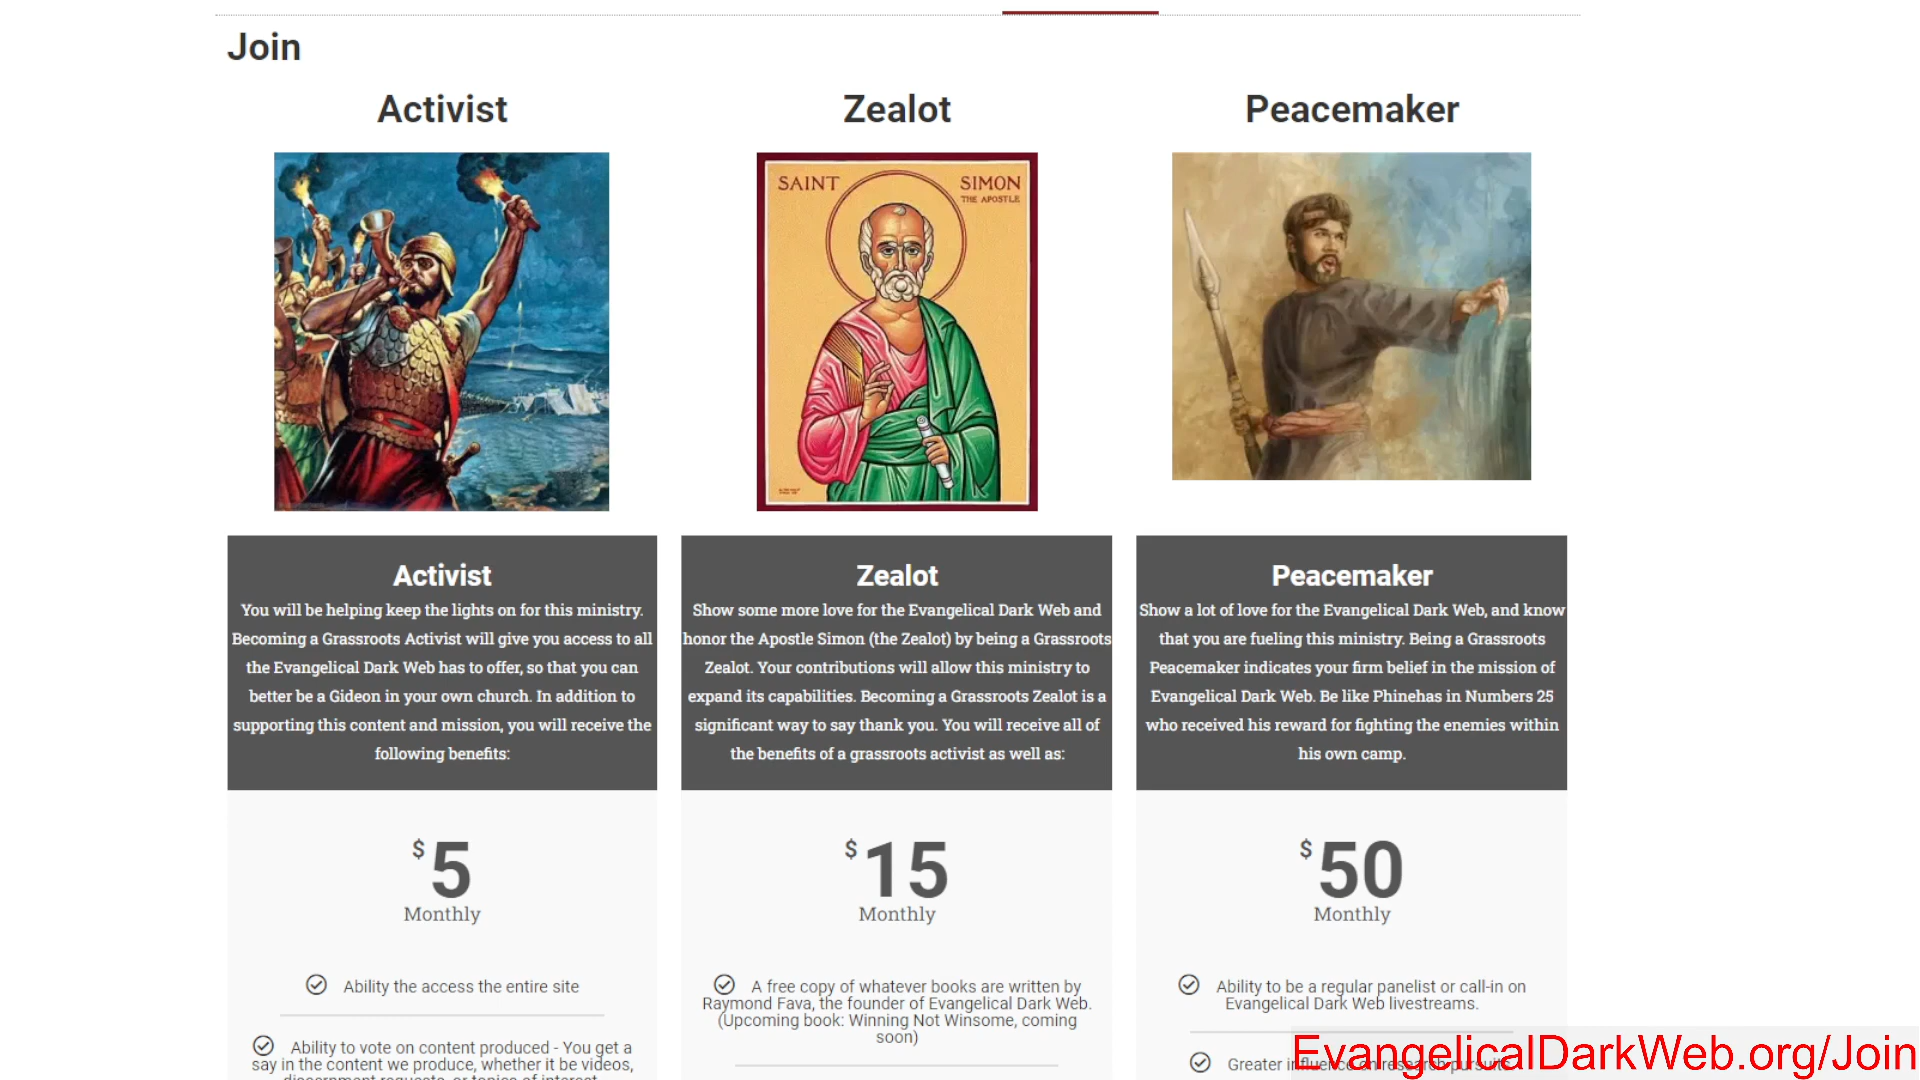 Join
Activist
Zealot
Peacemaker
SAINT SIMON
THE APOSTLE
Activist
You will be helping keep the lights on for this ministry.
Becoming a Grassroots Activist will give you access to all
the Evangelical Dark Web has to offer, so that you can
better be a Gideon in your own church. In addition to
supporting this content and mission, you will receive the
following benefits:
$5
Monthly
Ability the access the entire site
Ability to vote on content produced - You get a
say in the content we produce, whether it be videos,
discernment requests, or topics of interest
Zealot
Show some more love for the Evangelical Dark Web and
honor the Apostle Simon (the Zealot) by being a Grassroots
Zealot. Your contributions will allow this ministry to
expand its capabilities. Becoming a Grassroots Zealot is a
significant way to say thank you. You will receive all of
the benefits of a grassroots activist as well as:
$15
Monthly
A free copy of whatever books are written by
Raymond Fava, the founder of Evangelical Dark Web.
(Upcoming book: Winning Not Winsome, coming
soon)
Peacemaker
Show a lot of love for the Evangelical Dark Web, and know
that you are fueling this ministry. Being a Grassroots
Peacemaker indicates your firm belief in the mission of
Evangelical Dark Web. Be like Phinehas in Numbers 25
who received his reward for fighting the enemies within
his own camp.
$50
Monthly
Ability to be a regular panelist or call-in on
Evangelical Dark Web livestreams.
Greater influence on research pursuits
EvangelicalDarkWeb.org/Join